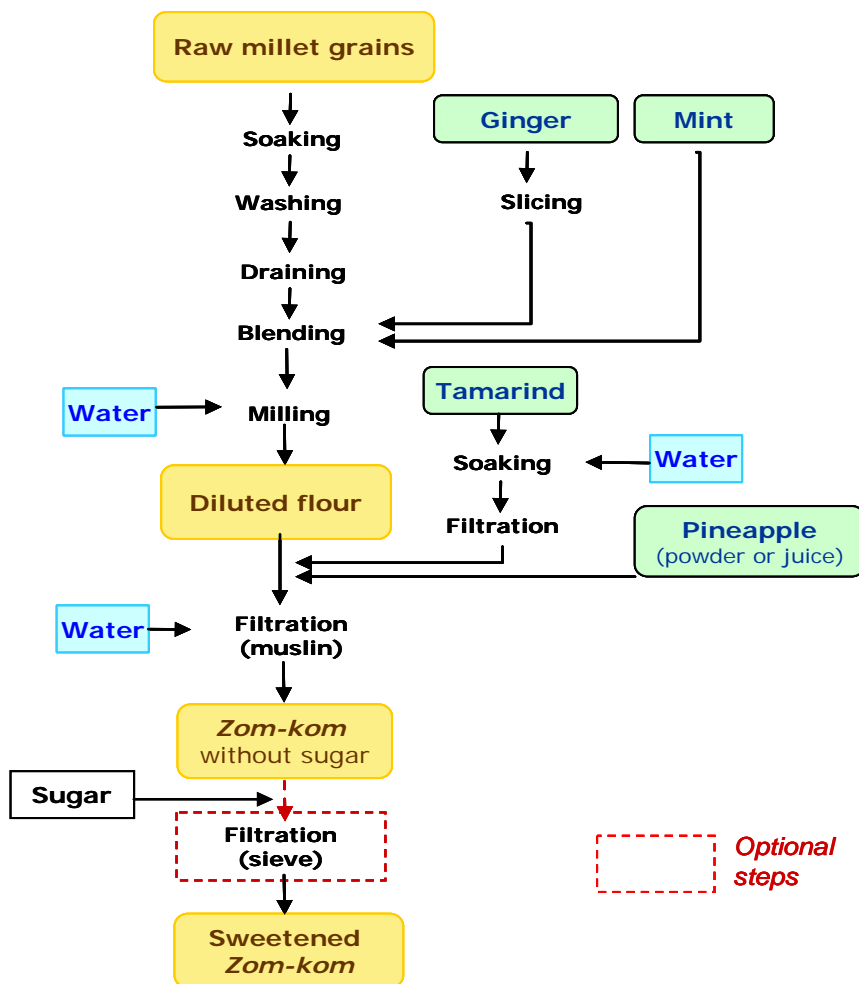 Raw millet grains
Ginger
Mint
Soaking
Washing
Slicing
Draining
Blending
Tamarind
Water
Milling
Soaking
Water
Diluted flour
Filtration
Pineapple
(powder or juice)
Water
Filtration
(muslin)
Zom-kom
without sugar
Sugar
Filtration
(sieve)
Optional
steps
Sweetened
Zom-kom